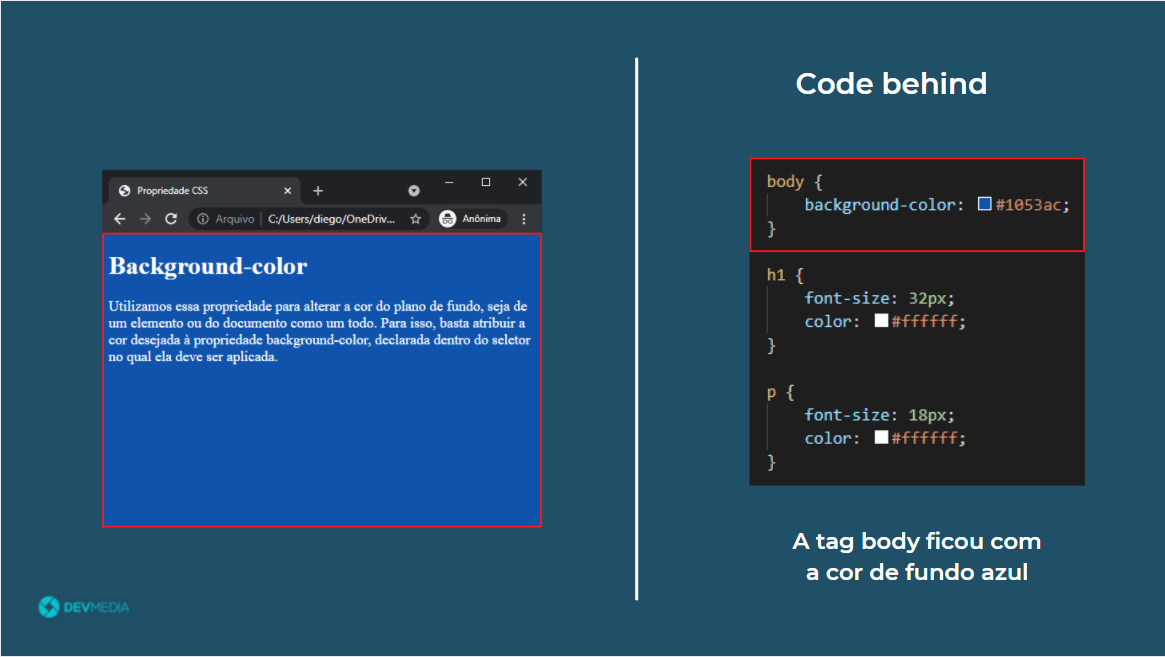 Propriedade CSS
Arquivo | C:/Users/diego/OneDriv... Anônima
Background-color
Utilizamos essa propriedade para alterar a cor do plano de fundo, seja de
um elemento ou do documento como um todo. Para isso, basta atribuir a
cor desejada à propriedade background-color, declarada dentro do seletor
no qual ela deve ser aplicada.
DEVMEDIA
Code behind
body {
background-color: #1053ac;
}
h1 {
font-size: 32px;
color: #ffffff;
}
p {
font-size: 18px;
color: #ffffff;
}
A tag body ficou com
a cor de fundo azul